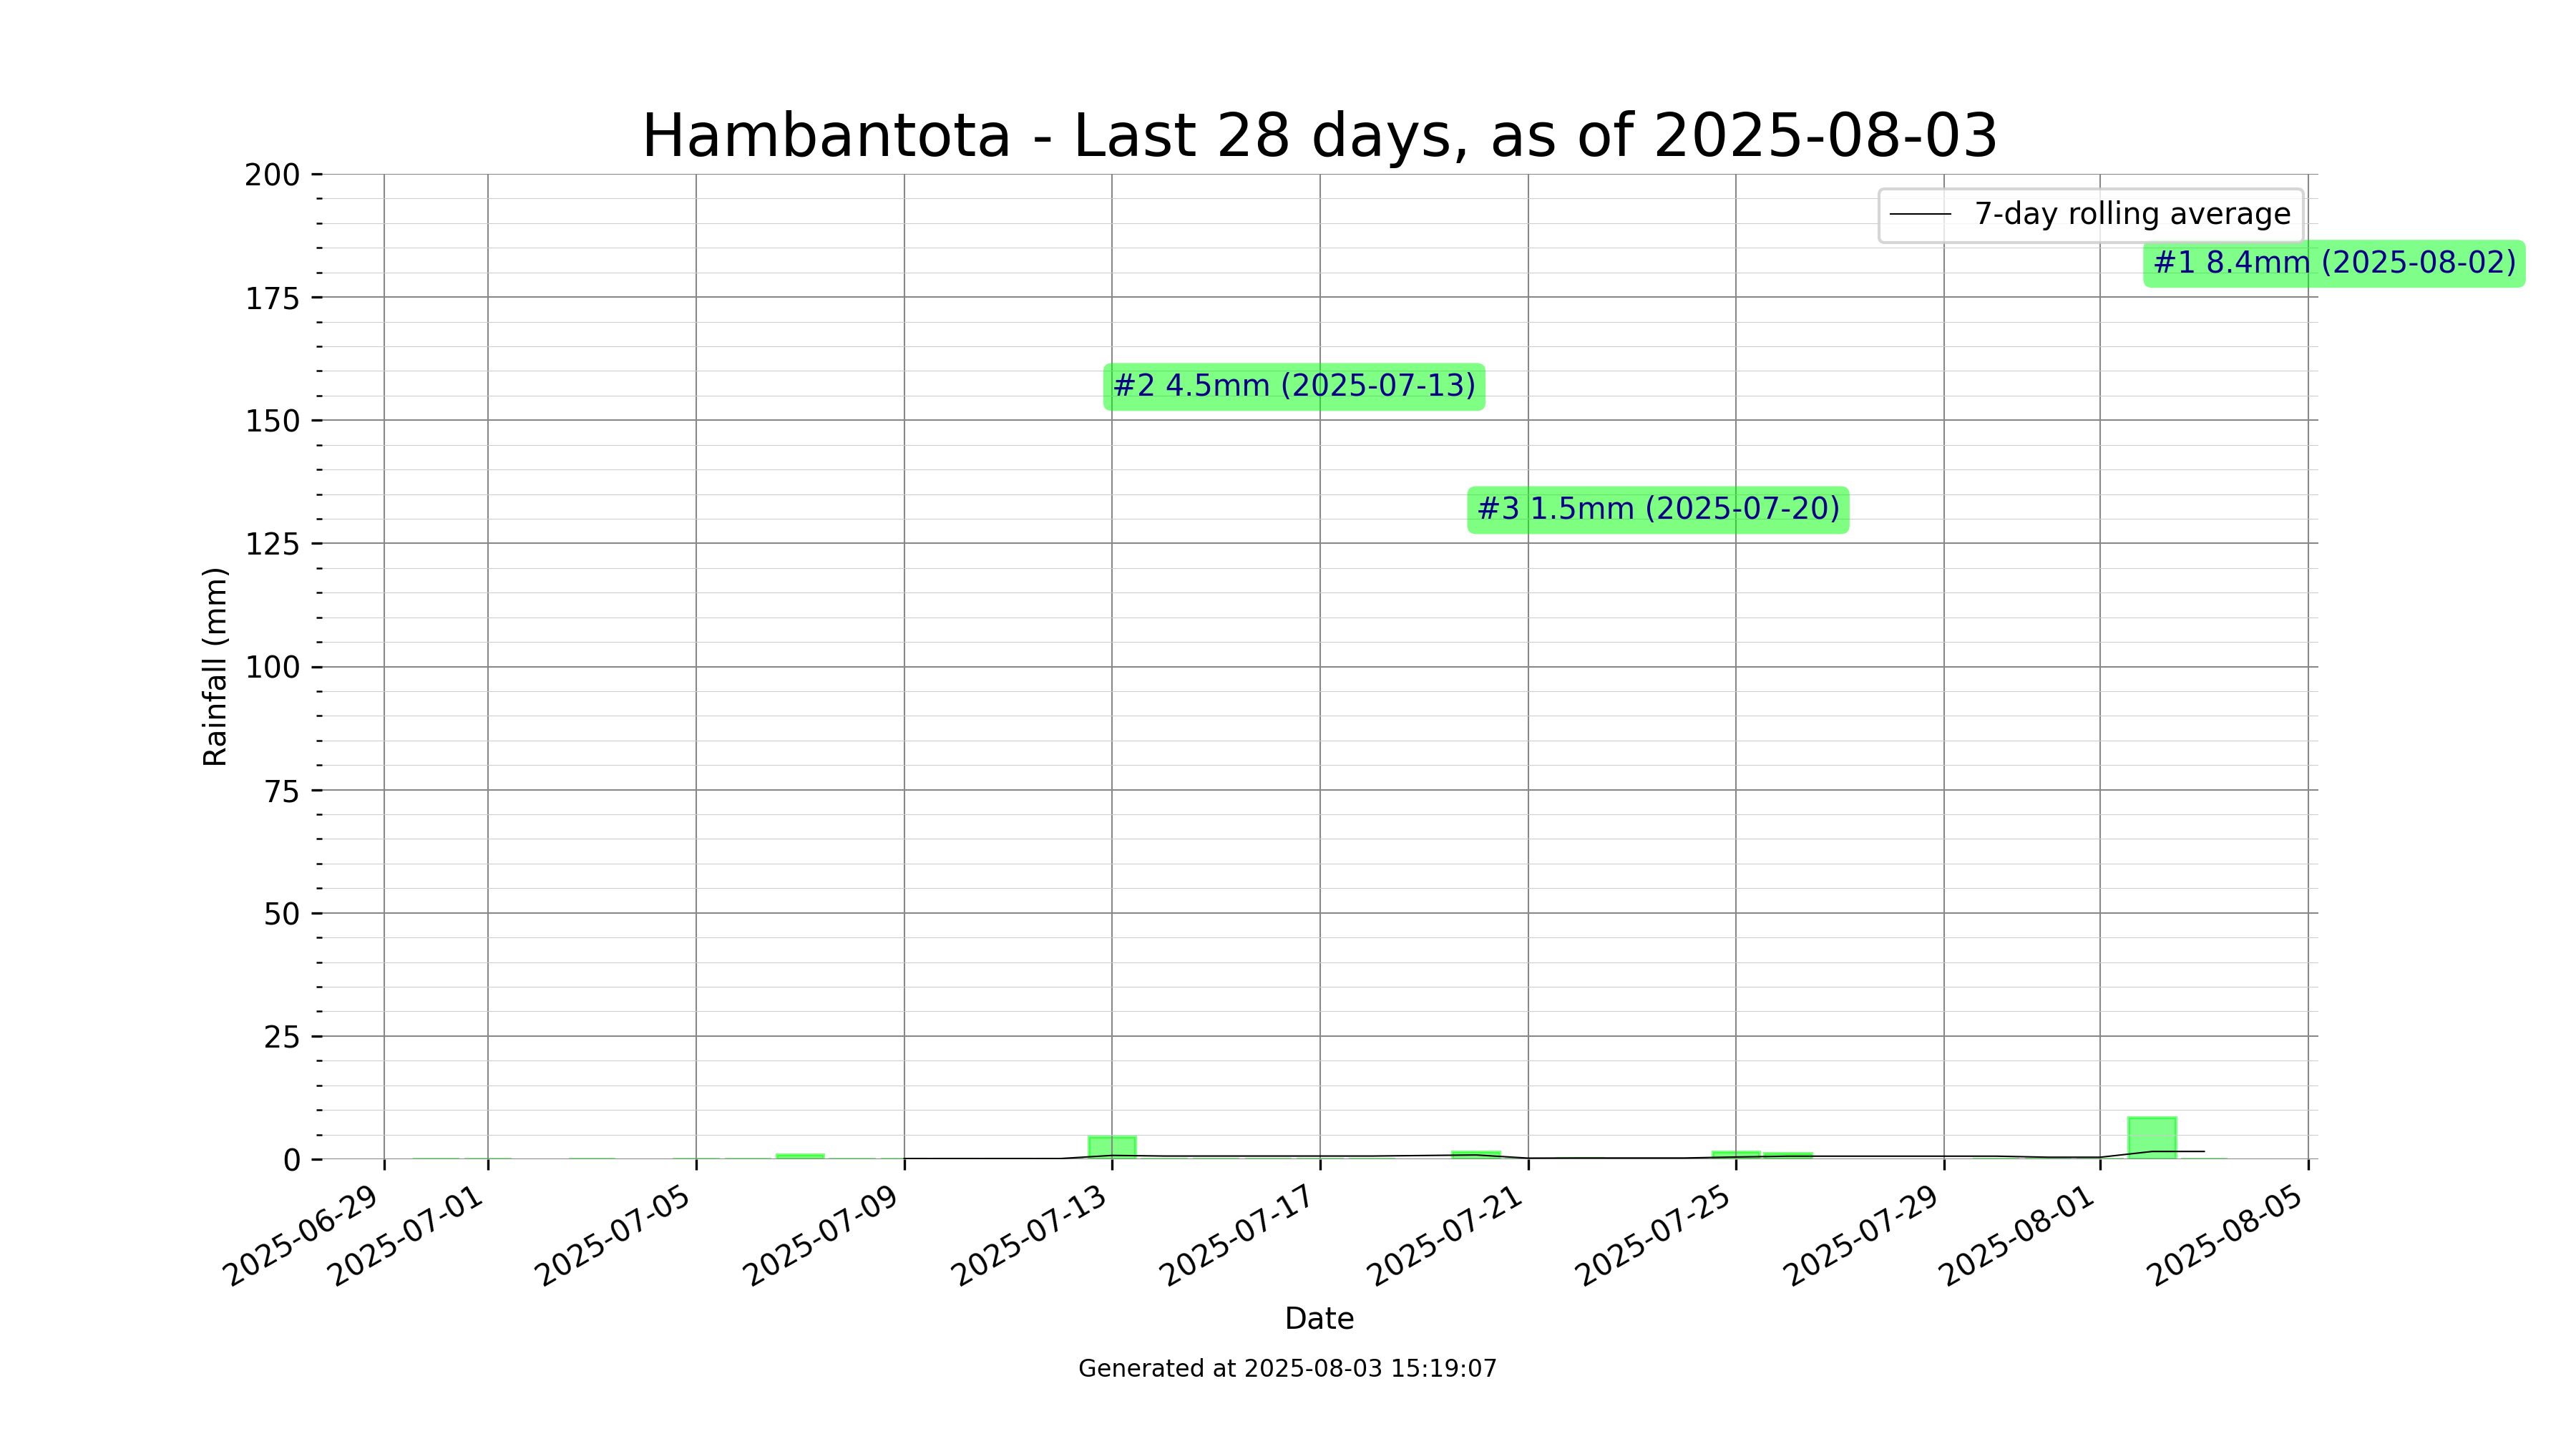 Hambantota - Last 28 days, as of 2025-08-03
200
175
150
125
100
75
50
25
0
Rainfall (mm)
7-day rolling average
#1 8.4mm (2025-08-02)
#2 4.5mm (2025-07-13)
#3 1.5mm (2025-07-20)
2025-06-29
2025-07-01
2025-07-05
2025-07-09
2025-07-13
2025-07-17
2025-07-21
2025-07-25
2025-07-29
2025-08-01
2025-08-05
Date
Generated at 2025-08-03 15:19:07